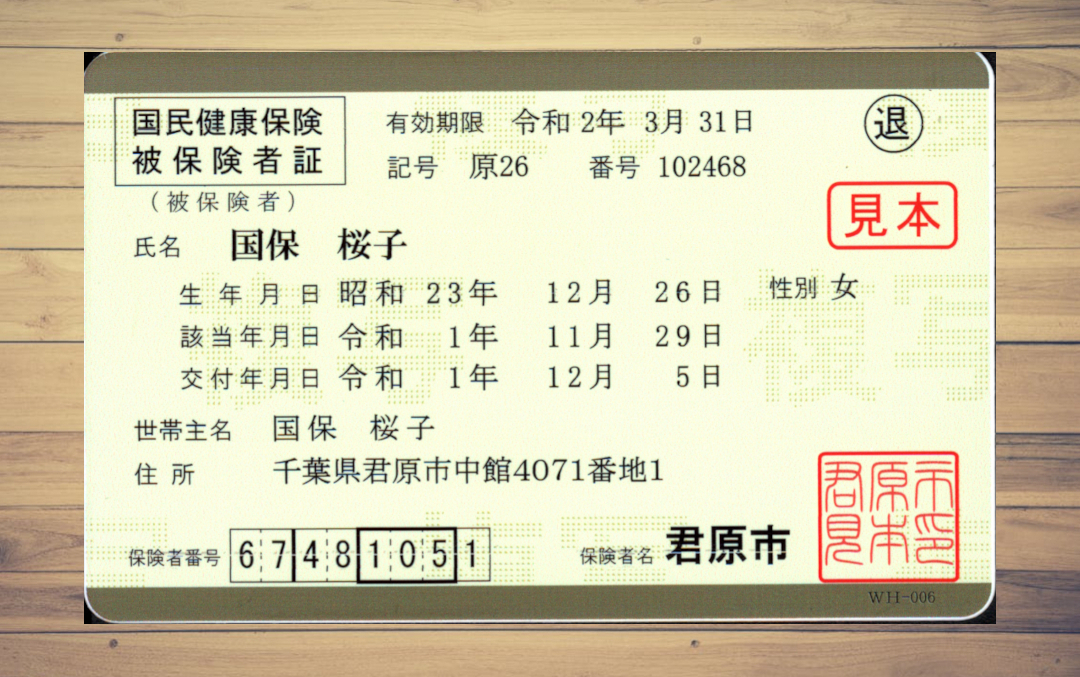 国民健康保険
被保険者証
有効期限 令和 2年 3月 31日
退
記号 原26 番号 102468
見本
(被保険者)
氏名 国保 桜子
生年月日 昭和 23年 12月 26日 性別 女
該当年月日 令和 1年 11月 29日
交付年月日 令和 1年 12月 5日
世帯主名 国保 桜子
住所 千葉県君原市中館4071番地1
保険者番号 67481051
保険者名 君原市
君原市
見本印
WH-006